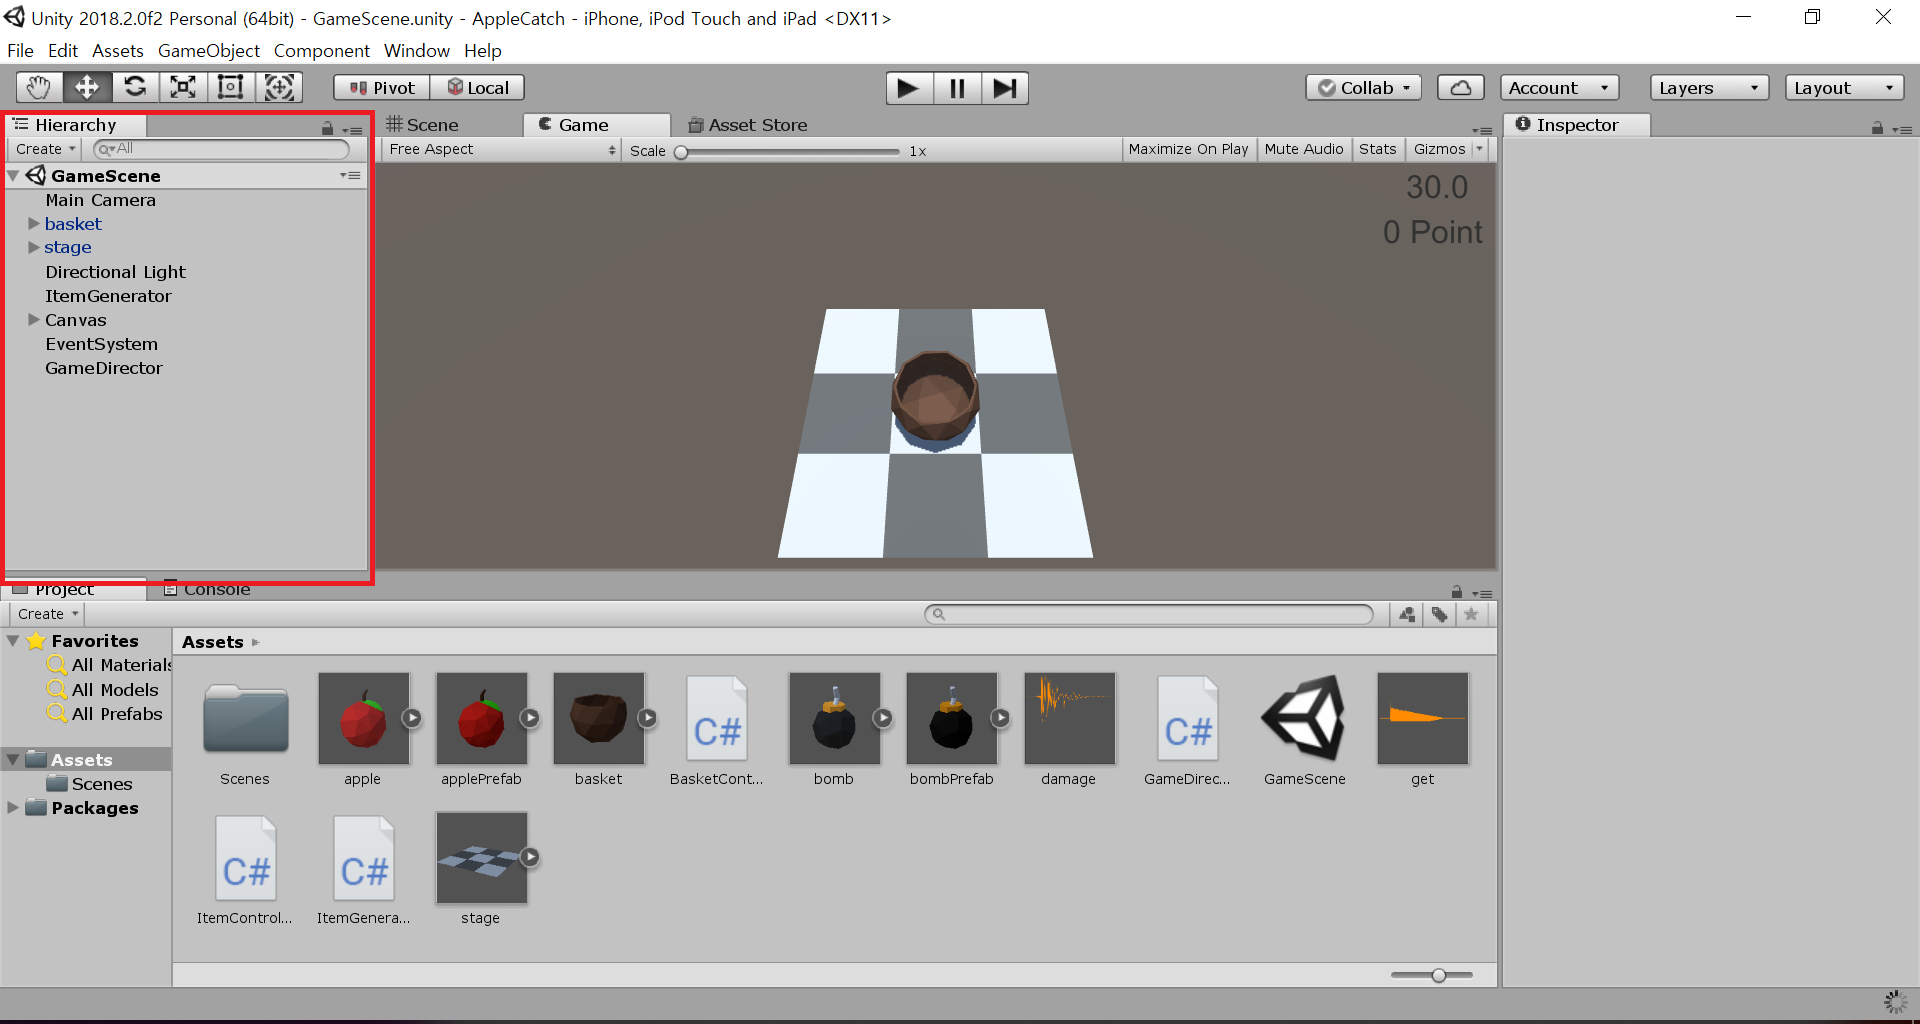 Unity 2018.2.0f2 Personal (64bit) - GameScene.unity - AppleCatch - iPhone, iPod Touch and iPad <DX11>
File Edit Assets GameObject Component Window Help
Pivot Local Collab Account Layers Layout
Hierarchy Scene Game Asset Store Inspector
Create All Free Aspect Scale 1x Maximize On Play Mute Audio Stats Gizmos
GameScene
Main Camera
basket
stage
Directional Light
ItemGenerator
Canvas
EventSystem
GameDirector
30.0
0 Point
Project Console
Create
Favorites
All Materials
All Models
All Prefabs
Assets
Scenes
Packages
Assets
C# C#
Scenes apple applePrefab basket BasketCont... bomb bombPrefab damage GameDirec... GameScene get
C# C#
ItemControl... ItemGenera... stage